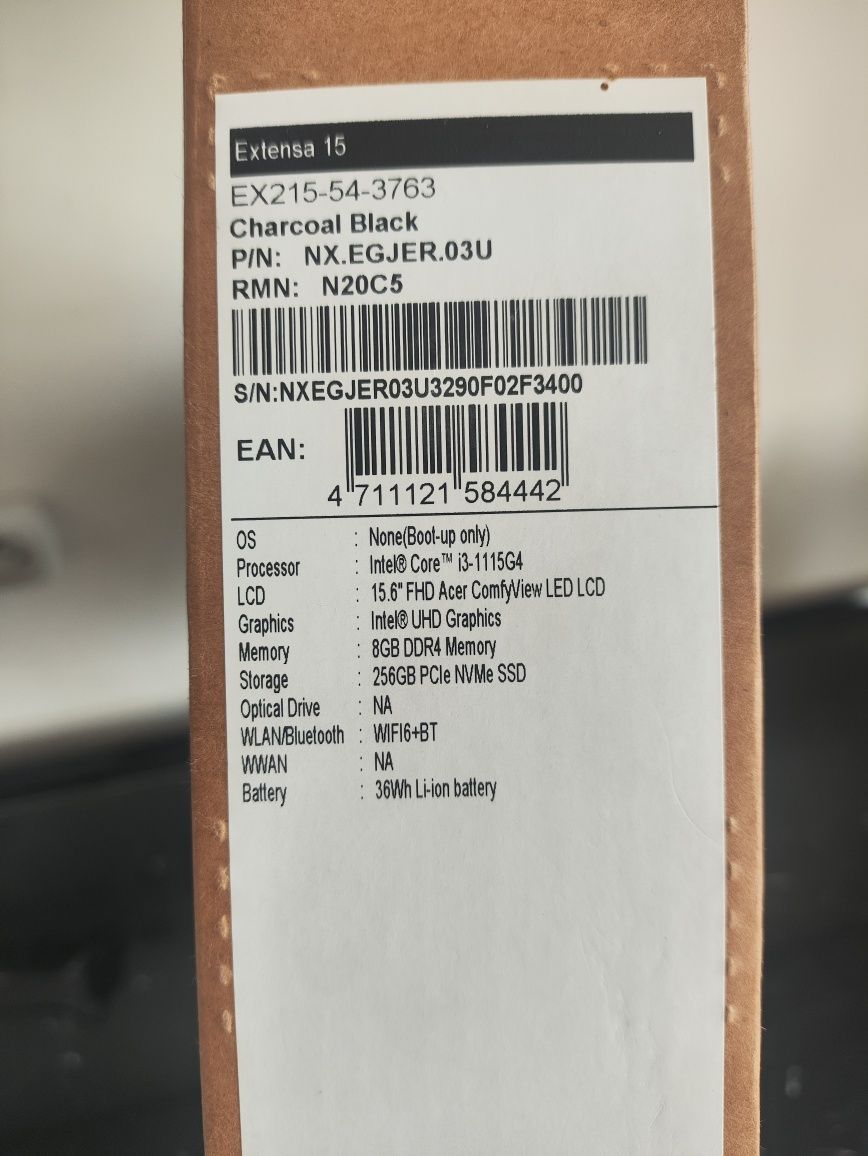 Extensa 15
EX215-54-3763
Charcoal Black
P/N: NX.EGJER.03U
RMN: N20C5
S/N:NXEGJER03U3290F02F3400
EAN:
4 711121 584442
OS : None(Boot-up only)
Processor : Intel® Core™ i3-1115G4
LCD : 15.6" FHD Acer ComfyView LED LCD
Graphics : Intel® UHD Graphics
Memory : 8GB DDR4 Memory
Storage : 256GB PCIe NVMe SSD
Optical Drive : NA
WLAN/Bluetooth : WIFI6+BT
WWAN : NA
Battery : 36Wh Li-ion battery